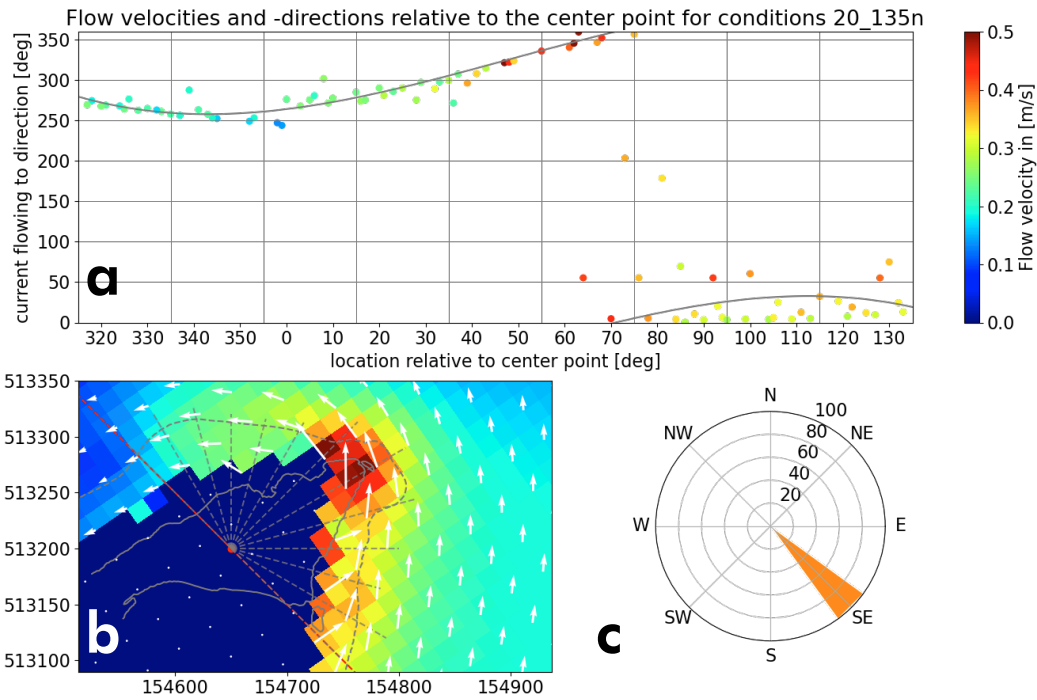 Flow velocities and -directions relative to the center point for conditions 20_135n
current flowing to direction [deg]
350
300
250
200
150
100
50
0
320 330 340 350 0 10 20 30 40 50 60 70 80 90 100 110 120 130
location relative to center point [deg]
a
0.5
0.4
0.3
0.2
0.1
0.0
Flow velocity in [m/s]
513350
513300
513250
513200
513150
513100
154600 154700 154800 154900
b
N
NE
E
SE
S
SW
W
NW
100
80
60
40
20
c